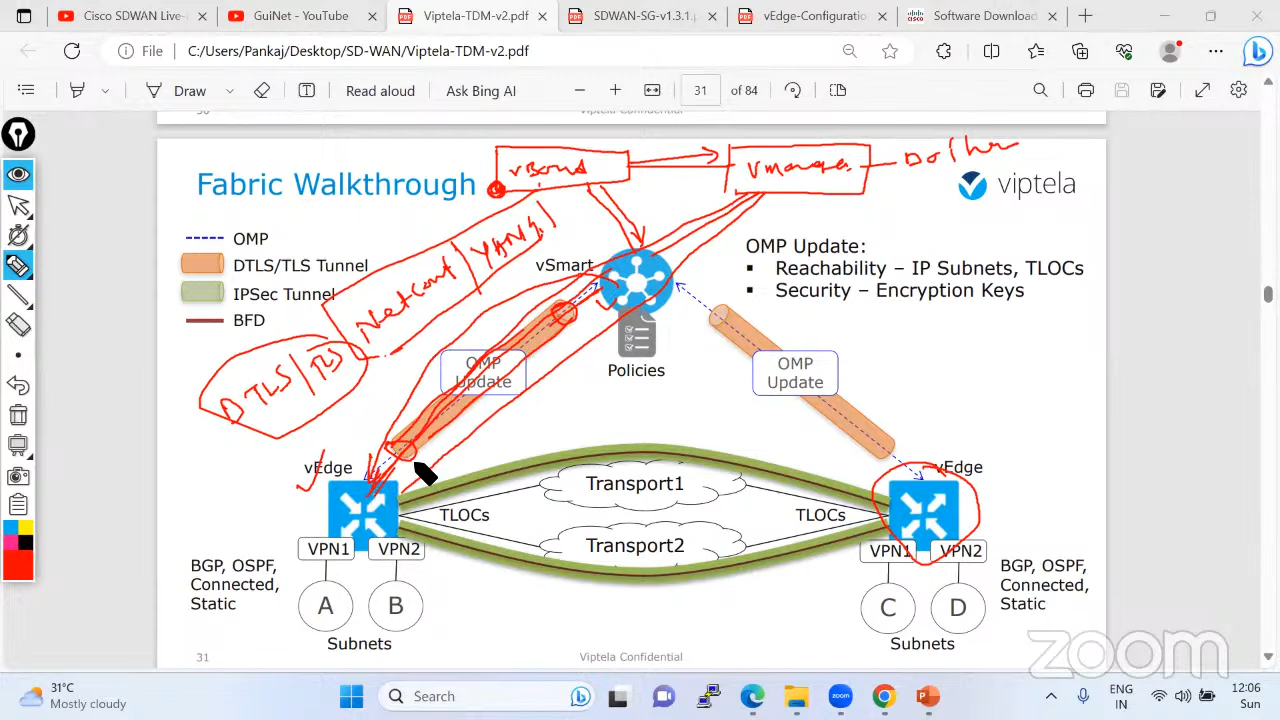 Cisco SDWAN Live-
GuiNet - YouTube
Viptela-TDM-v2.pdf
SDWAN-SG-v1.3.1.p
vEdge-Configuratio
Software Download
File
C:/Users/Pankaj/Desktop/SD-WAN/Viptela-TDM-v2.pdf
Draw
Read aloud
Ask Bing AI
31
of 84
Viptela Confidential
vBond
vManage
Fabric Walkthrough
viptela
OMP
DTLS/TLS Tunnel
IPSec Tunnel
BFD
Netconf/YANG
DTLS/TLS
vSmart
Policies
OMP Update:
Reachability – IP Subnets, TLOCs
Security – Encryption Keys
OMP
Update
OMP
Update
vEdge
vEdge
Transport1
TLOCs
TLOCs
Transport2
VPN1
VPN2
VPN1
VPN2
BGP, OSPF,
Connected,
Static
A
B
Subnets
C
D
Subnets
BGP, OSPF,
Connected,
Static
31
Viptela Confidential
zoom
31°C
Mostly cloudy
Search
zoom
ENG
IN
12:06
Sun